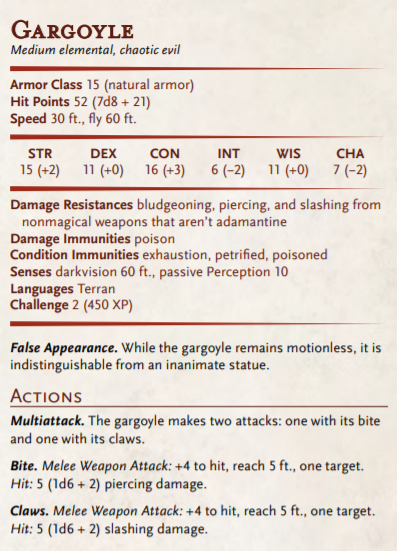 GARGOYLE
Medium elemental, chaotic evil
Armor Class 15 (natural armor)
Hit Points 52 (7d8 + 21)
Speed 30 ft., fly 60 ft.
STR DEX CON INT WIS CHA
15 (+2) 11 (+0) 16 (+3) 6 (−2) 11 (+0) 7 (−2)
Damage Resistances bludgeoning, piercing, and slashing from
nonmagical weapons that aren't adamantine
Damage Immunities poison
Condition Immunities exhaustion, petrified, poisoned
Senses darkvision 60 ft., passive Perception 10
Languages Terran
Challenge 2 (450 XP)
False Appearance. While the gargoyle remains motionless, it is
indistinguishable from an inanimate statue.
ACTIONS
Multiattack. The gargoyle makes two attacks: one with its bite
and one with its claws.
Bite. Melee Weapon Attack: +4 to hit, reach 5 ft., one target.
Hit: 5 (1d6 + 2) piercing damage.
Claws. Melee Weapon Attack: +4 to hit, reach 5 ft., one target.
Hit: 5 (1d6 + 2) slashing damage.